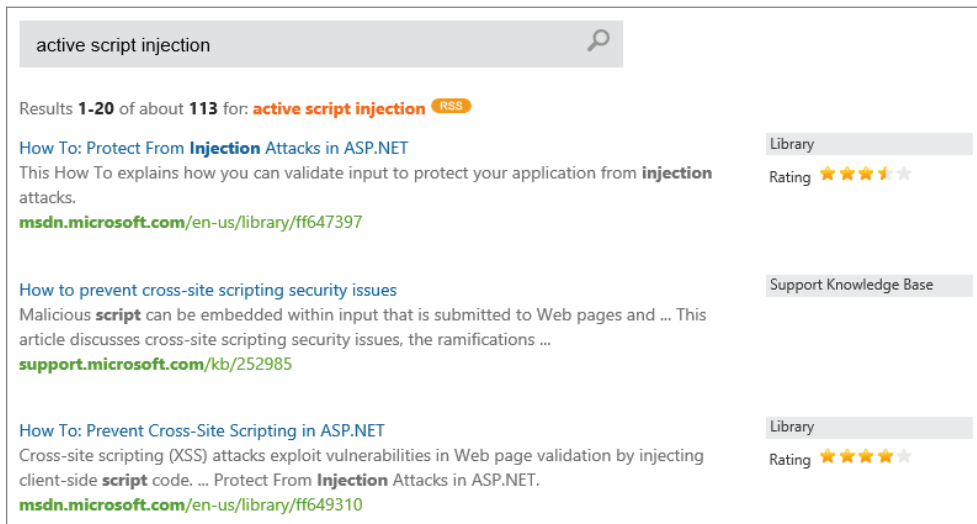 active script injection
Results 1-20 of about 113 for: active script injection RSS
How To: Protect From Injection Attacks in ASP.NET
This How To explains how you can validate input to protect your application from injection
attacks.
msdn.microsoft.com/en-us/library/ff647397
Library
Rating
How to prevent cross-site scripting security issues
Malicious script can be embedded within input that is submitted to Web pages and ... This
article discusses cross-site scripting security issues, the ramifications ...
support.microsoft.com/kb/252985
Support Knowledge Base
How To: Prevent Cross-Site Scripting in ASP.NET
Cross-site scripting (XSS) attacks exploit vulnerabilities in Web page validation by injecting
client-side script code. ... Protect From Injection Attacks in ASP.NET.
msdn.microsoft.com/en-us/library/ff649310
Library
Rating